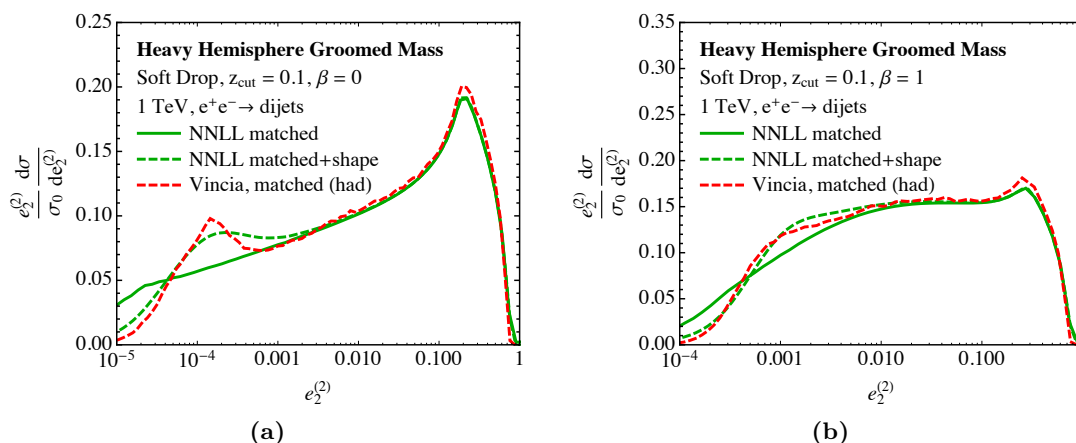 Heavy Hemisphere Groomed Mass
Soft Drop, z_cut = 0.1, β = 0
1 TeV, e⁺e⁻→ dijets
NNLL matched
NNLL matched+shape
Vincia, matched (had)
e₂⁽²⁾/σ₀ dσ/de₂⁽²⁾
0.25
0.20
0.15
0.10
0.05
0.00
10⁻⁵ 10⁻⁴ 0.001 0.010 0.100 1
e₂⁽²⁾
(a)
Heavy Hemisphere Groomed Mass
Soft Drop, z_cut = 0.1, β = 1
1 TeV, e⁺e⁻→ dijets
NNLL matched
NNLL matched+shape
Vincia, matched (had)
e₂⁽²⁾/σ₀ dσ/de₂⁽²⁾
0.35
0.30
0.25
0.20
0.15
0.10
0.05
0.00
10⁻⁴ 0.001 0.010 0.100
e₂⁽²⁾
(b)